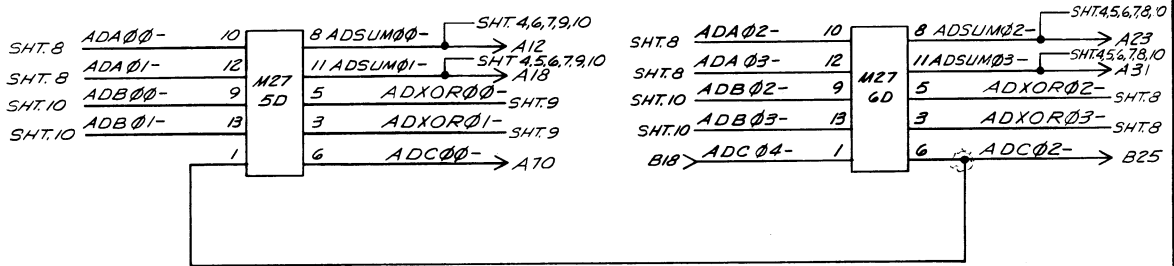 SHT. 4,6,7,9,10
SHT. 8 ADAØØ- 10 8 ADSUMØØ- A12
SHT 4,5,6,7,9,10
SHT. 8 ADAØ1- 12 M27 5D 11 ADSUMØ1- A18
SHT. 10 ADBØØ- 9 5 ADXORØØ- SHT.9
SHT. 10 ADBØ1- 13 3 ADXORØ1- SHT.9
1 6 ADCØØ- A70
SHT.4,5,6,7,8,10
SHT. 8 ADAØ2- 10 8 ADSUMØ2- A23
SHT.4,5,6,7,8,10
SHT. 8 ADAØ3- 12 M27 6D 11 ADSUMØ3- A31
SHT. 10 ADBØ2- 9 5 ADXORØ2- SHT.8
SHT. 10 ADBØ3- 13 3 ADXORØ3- SHT.8
B18 ADCØ4- 1 6 ADCØ2- B25